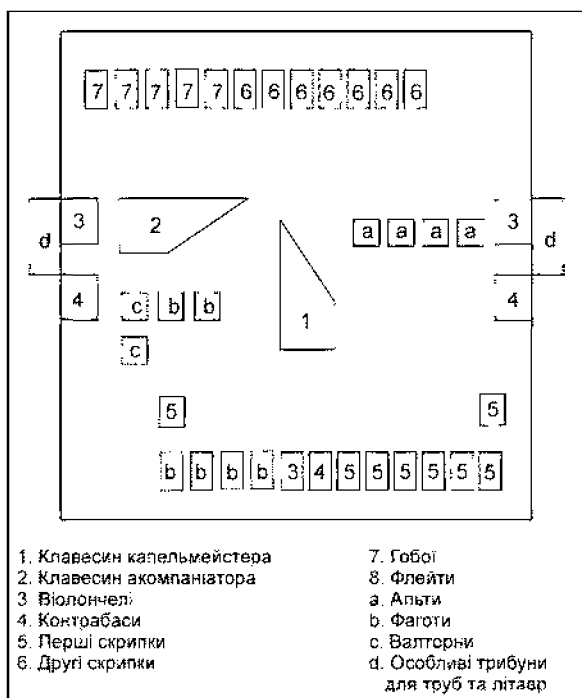 7 7 7 7 7 6 6 6 6 6 6 6
3 2 a a a a 3
d d
4 c b b 1 4
c
5 5
b b b b 3 4 5 5 5 5 5 5
1. Клавесин капельмейстера
2. Клавесин акомпаніатора
3 Віолончелі
4. Контрабаси
5. Перші скрипки
6. Другі скрипки
7. Гобої
8. Флейти
a. Альти
b. Фаготи
c. Валторни
d. Особливі трибуни
для труб та літавр